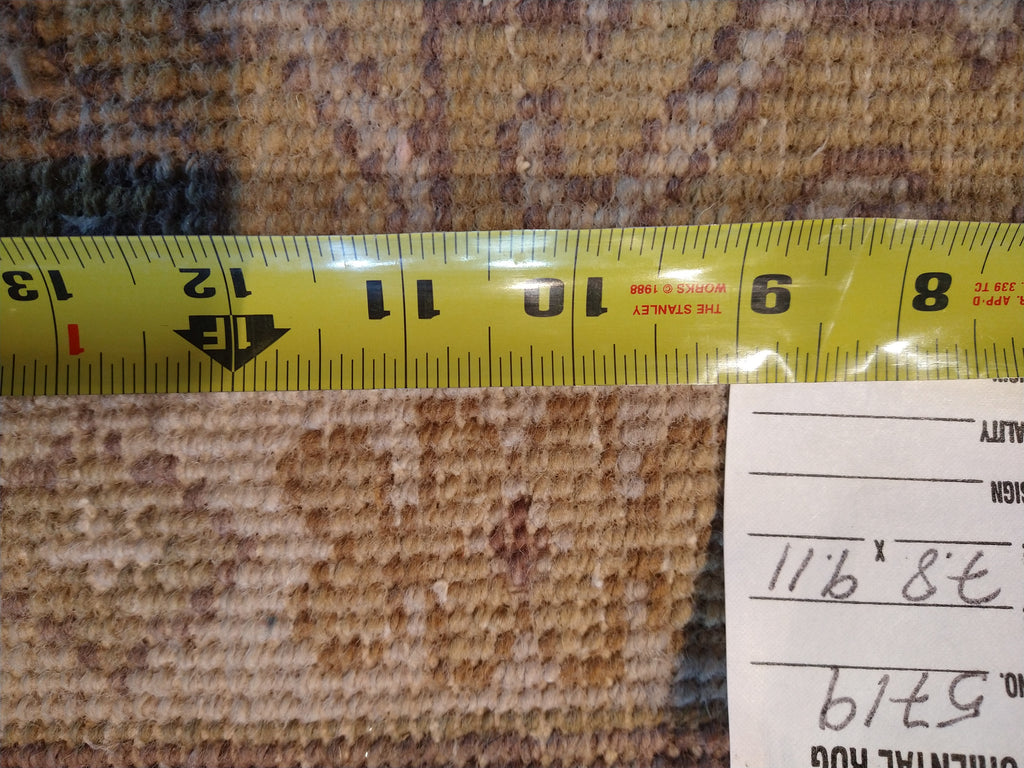 ORIENTAL RUG
NO. 5719
7.8 x 9.11
SIGN
ALITY
R. APP'D
. 339 TC
THE STANLEY
WORKS © 1988
8 9 10 11 12 13
1F
1